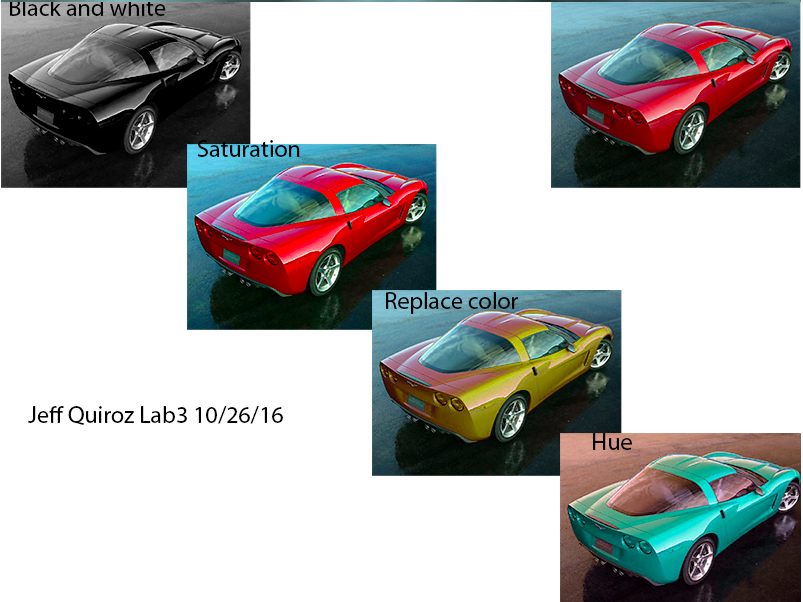 Black and white
Saturation
Replace color
Jeff Quiroz Lab3 10/26/16
Hue